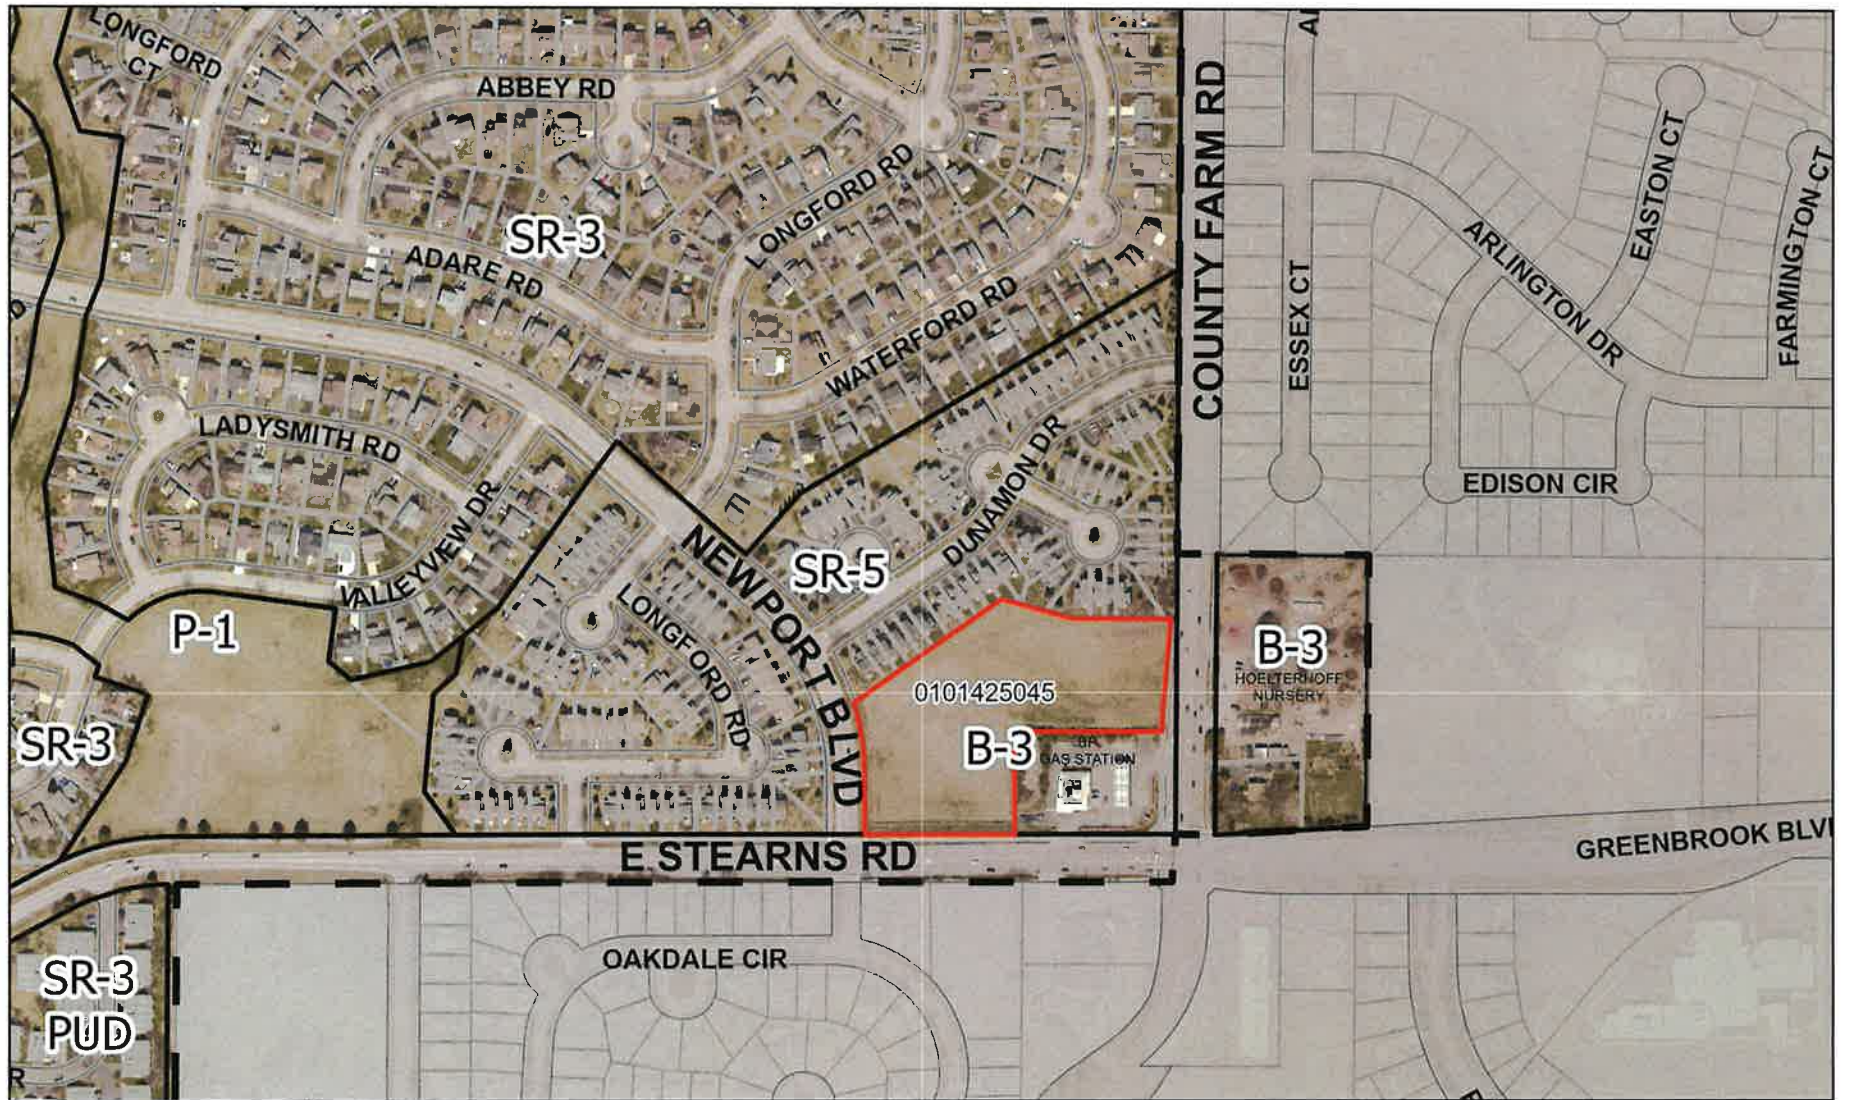 LONGFORD
CT
ABBEY RD
COUNTY FARM RD
EASTON CT
FARMINGTON CT
LONGFORD RD
SR-3
ADARE RD
ARLINGTON DR
ESSEX CT
WATERFORD RD
LADYSMITH RD
DUNAMON DR
EDISON CIR
VALLEYVIEW DR
NEWPORT BLVD
SR-5
LONGFORD RD
P-1
B-3
HOELTERHOFF
NURSERY
0101425045
SR-3
B-3
BP
GAS STATION
E STEARNS RD
GREENBROOK BLV
OAKDALE CIR
SR-3
PUD
R